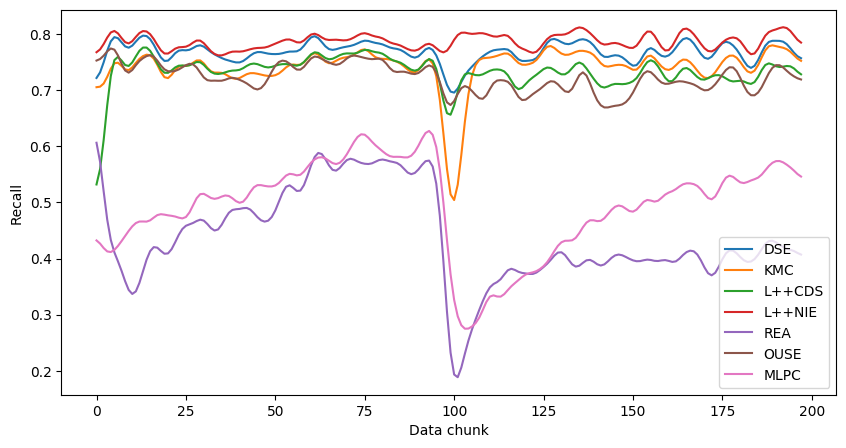 Recall
0.8
0.7
0.6
0.5
0.4
0.3
0.2
0 25 50 75 100 125 150 175 200
Data chunk
DSE
KMC
L++CDS
L++NIE
REA
OUSE
MLPC